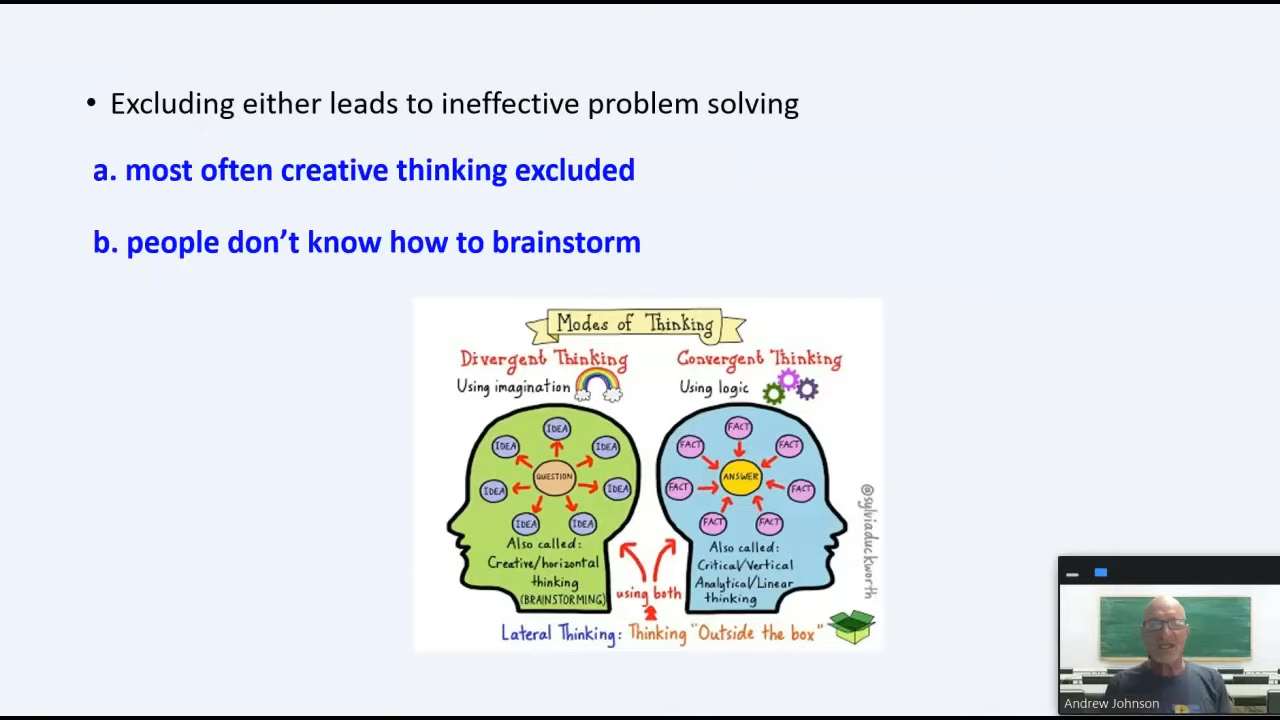 • Excluding either leads to ineffective problem solving
a. most often creative thinking excluded
b. people don’t know how to brainstorm
Modes of Thinking
Divergent Thinking
Using imagination
IDEA
IDEA
IDEA
IDEA
QUESTION
IDEA
IDEA
IDEA
Also called:
Creative/horizontal
thinking
(BRAINSTORMING)
Convergent Thinking
Using logic
FACT
FACT
FACT
FACT
ANSWER
FACT
FACT
FACT
Also called:
Critical/Vertical
Analytical/Linear
thinking
using both
Lateral Thinking: Thinking "Outside the box"
@sylviaduckworth
Andrew Johnson